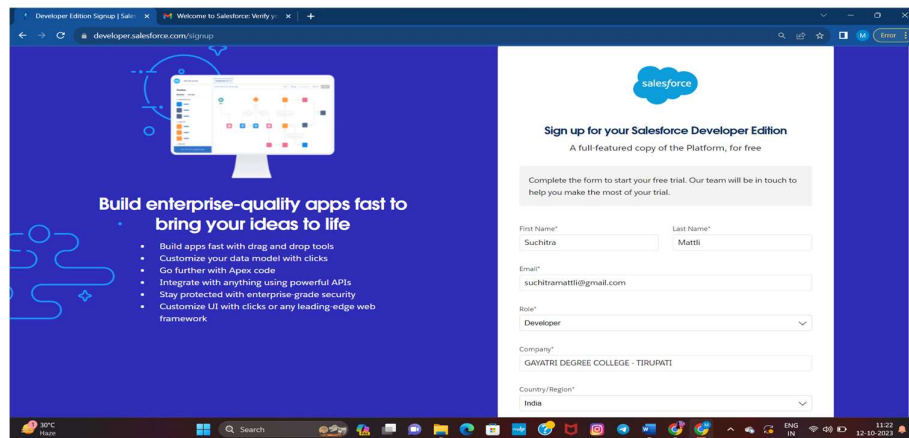 Developer Edition Signup | Sale
Welcome to Salesforce: Verify yo
developer.salesforce.com/signup
M
Error
salesforce
Sign up for your Salesforce Developer Edition
A full-featured copy of the Platform, for free
Complete the form to start your free trial. Our team will be in touch to
help you make the most of your trial.
Build enterprise-quality apps fast to
bring your ideas to life
• Build apps fast with drag and drop tools
• Customize your data model with clicks
• Go further with Apex code
• Integrate with anything using powerful APIs
• Stay protected with enterprise-grade security
• Customize UI with clicks or any leading-edge web
framework
First Name* Last Name*
Suchitra Mattli
Email*
suchitramattli@gmail.com
Role*
Developer
Company*
GAYATRI DEGREE COLLEGE - TIRUPATI
Country/Region*
India
30°C
Haze
Search
ENG
IN
11:22
12-10-2023